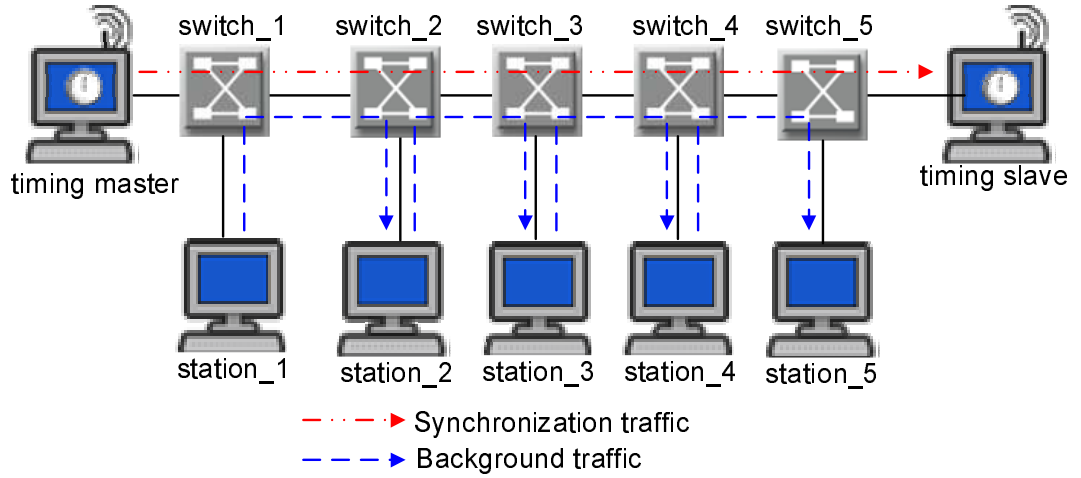 switch_1
switch_2
switch_3
switch_4
switch_5
timing master
timing slave
station_1
station_2
station_3
station_4
station_5
Synchronization traffic
Background traffic